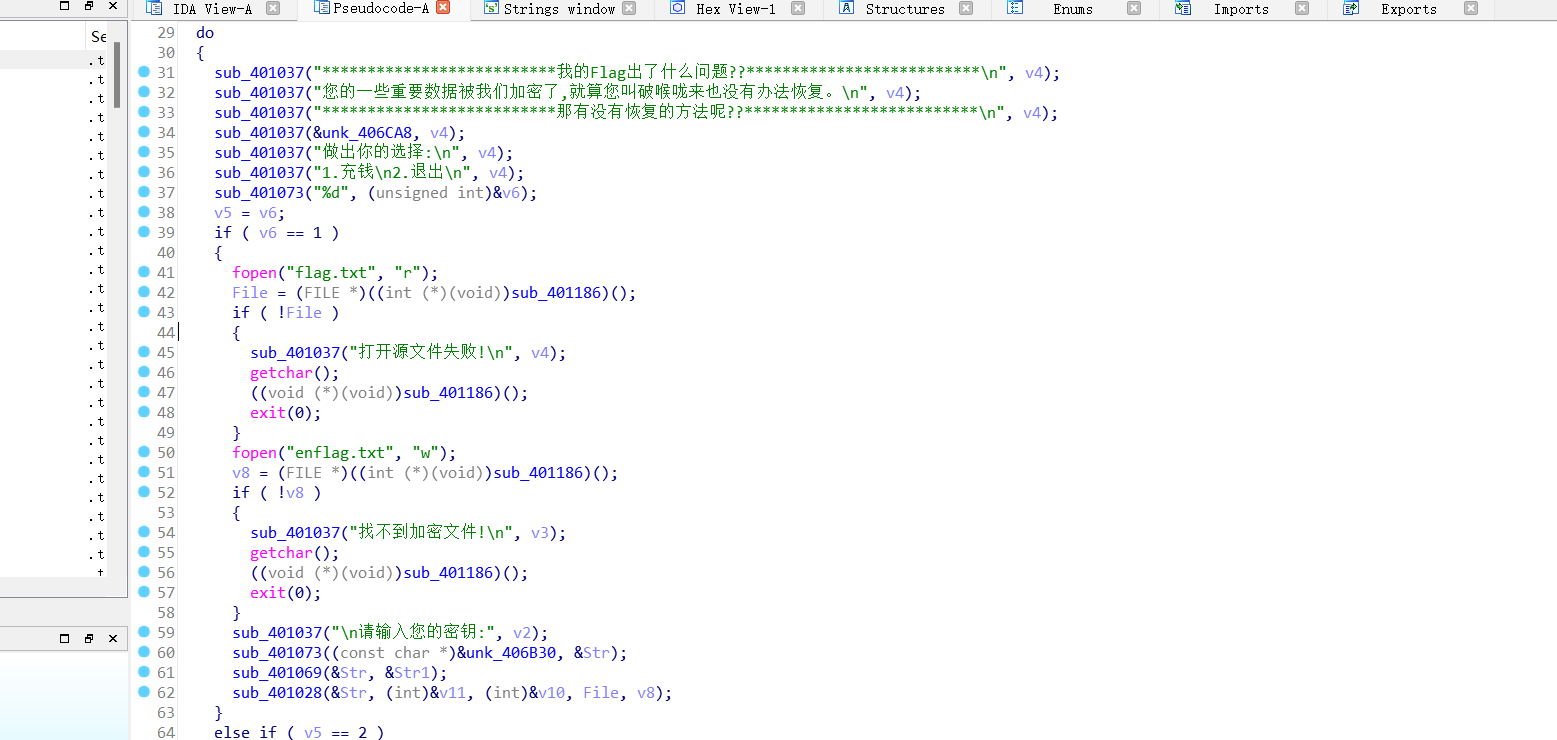 IDA View-A Pseudocode-A Strings window Hex View-1 Structures Enums Imports Exports
Se
29 do
30 {
31 sub_401037("**************************我的Flag出了什么问题??**************************\n", v4);
32 sub_401037("您的一些重要数据被我们加密了,就算您叫破喉咙来也没有办法恢复。\n", v4);
33 sub_401037("**************************那有没有恢复的方法呢??**************************\n", v4);
34 sub_401037(&unk_406CA8, v4);
35 sub_401037("做出你的选择:\n", v4);
36 sub_401037("1.充钱\n2.退出\n", v4);
37 sub_401073("%d", (unsigned int)&v6);
38 v5 = v6;
39 if ( v6 == 1 )
40 {
41 fopen("flag.txt", "r");
42 File = (FILE *)((int (*)(void))sub_401186)();
43 if ( !File )
44 {
45 sub_401037("打开源文件失败!\n", v4);
46 getchar();
47 ((void (*)(void))sub_401186)();
48 exit(0);
49 }
50 fopen("enflag.txt", "w");
51 v8 = (FILE *)((int (*)(void))sub_401186)();
52 if ( !v8 )
53 {
54 sub_401037("找不到加密文件!\n", v3);
55 getchar();
56 ((void (*)(void))sub_401186)();
57 exit(0);
58 }
59 sub_401037("\n请输入您的密钥:", v2);
60 sub_401073((const char *)&unk_406B30, &Str);
61 sub_401069(&Str, &Str1);
62 sub_401028(&Str, (int)&v11, (int)&v10, File, v8);
63 }
64 else if ( v5 == 2 )